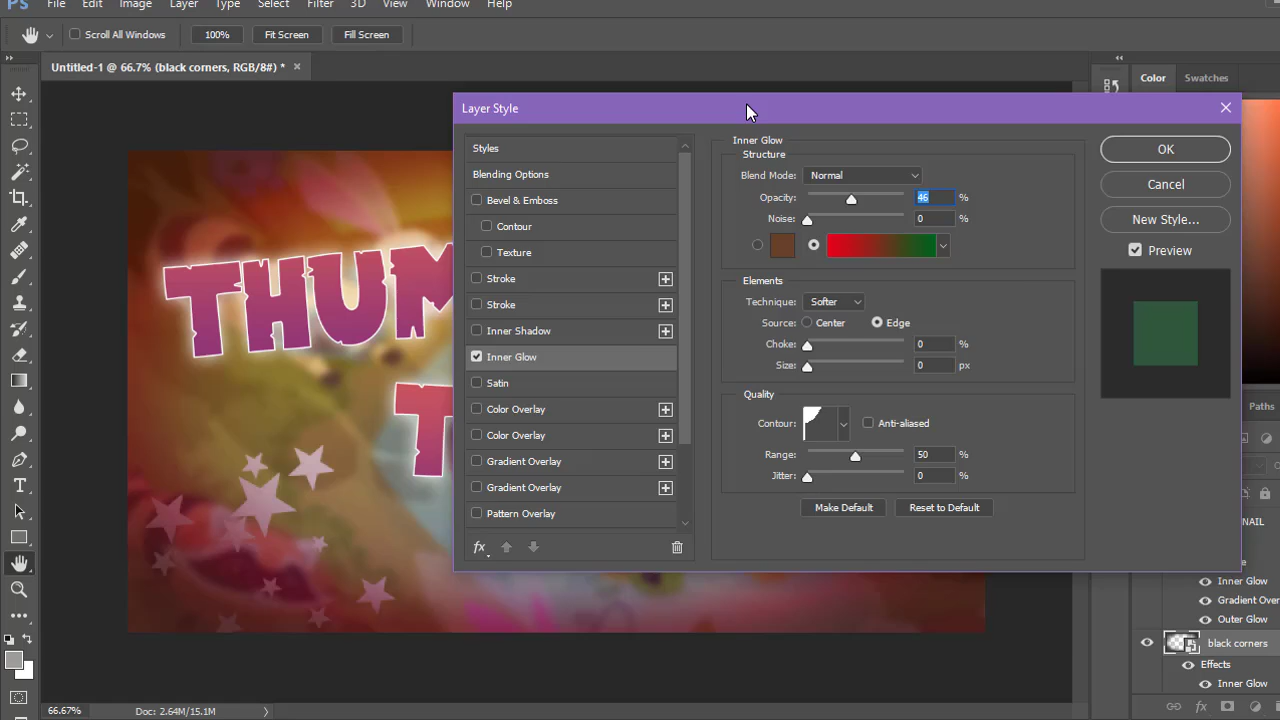 Ps File Edit Image Layer Type Select Filter 3D View Window Help
Scroll All Windows 100% Fit Screen Fill Screen
Untitled-1 @ 66.7% (black corners, RGB/8#) * ×
Color Swatches
Layer Style
Styles
Blending Options
Bevel & Emboss
Contour
Texture
Stroke
Stroke
Inner Shadow
Inner Glow
Satin
Color Overlay
Color Overlay
Gradient Overlay
Gradient Overlay
Pattern Overlay
fx
Inner Glow
Structure
Blend Mode: Normal
Opacity: 46 %
Noise: 0 %
Elements
Technique: Softer
Source: Center Edge
Choke: 0 %
Size: 0 px
Quality
Contour: Anti-aliased
Range: 50 %
Jitter: 0 %
Make Default Reset to Default
OK
Cancel
New Style...
Preview
THUM
T
Paths
NAIL
Inner Glow
Gradient Over
Outer Glow
black corners
Effects
Inner Glow
fx
66.67% Doc: 2.64M/15.1M